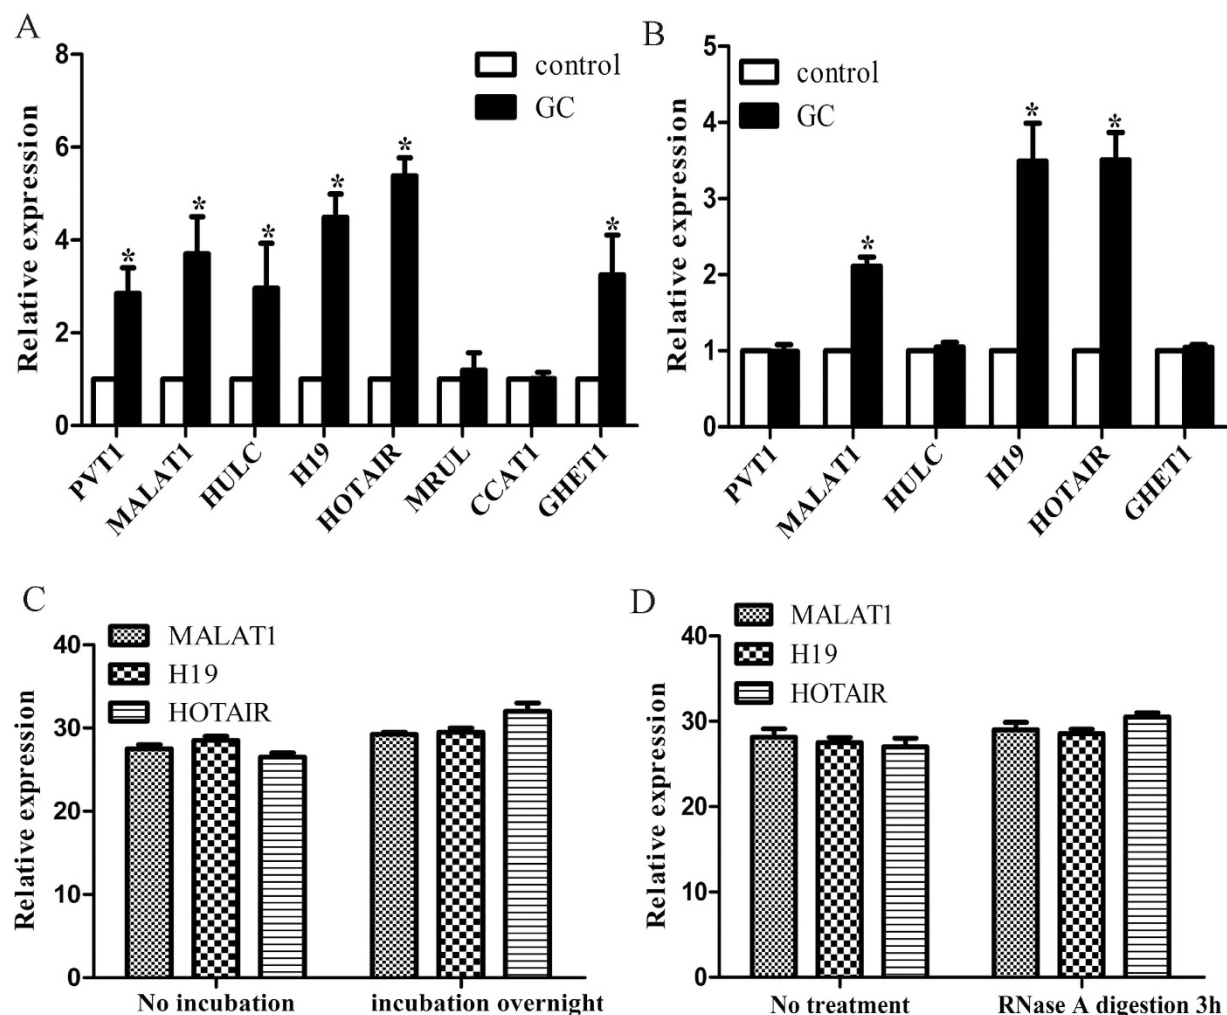 A
Relative expression
8
6
4
2
0
control
GC
* * * * * *
PVT1 MALAT1 HULC H19 HOTAIR MRUL CCAT1 GHET1
B
Relative expression
5
4
3
2
1
0
control
GC
* * *
PVT1 MALAT1 HULC H19 HOTAIR GHET1
C
Relative expression
40
30
20
10
0
MALAT1
H19
HOTAIR
No incubation incubation overnight
D
Relative expression
40
30
20
10
0
MALAT1
H19
HOTAIR
No treatment RNase A digestion 3h